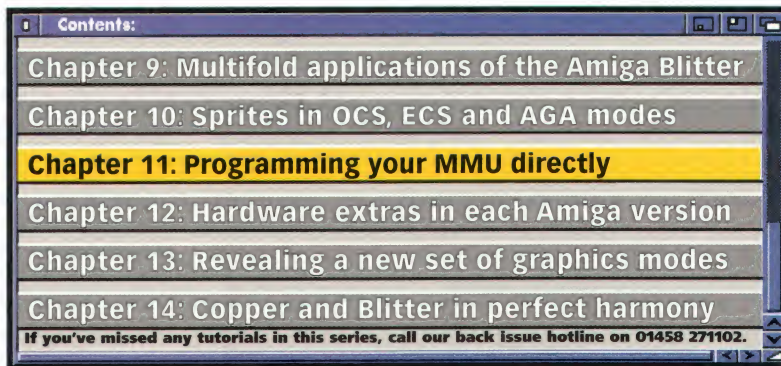 Contents:
Chapter 9: Multifold applications of the Amiga Blitter
Chapter 10: Sprites in OCS, ECS and AGA modes
Chapter 11: Programming your MMU directly
Chapter 12: Hardware extras in each Amiga version
Chapter 13: Revealing a new set of graphics modes
Chapter 14: Copper and Blitter in perfect harmony
If you've missed any tutorials in this series, call our back issue hotline on 01458 271102.